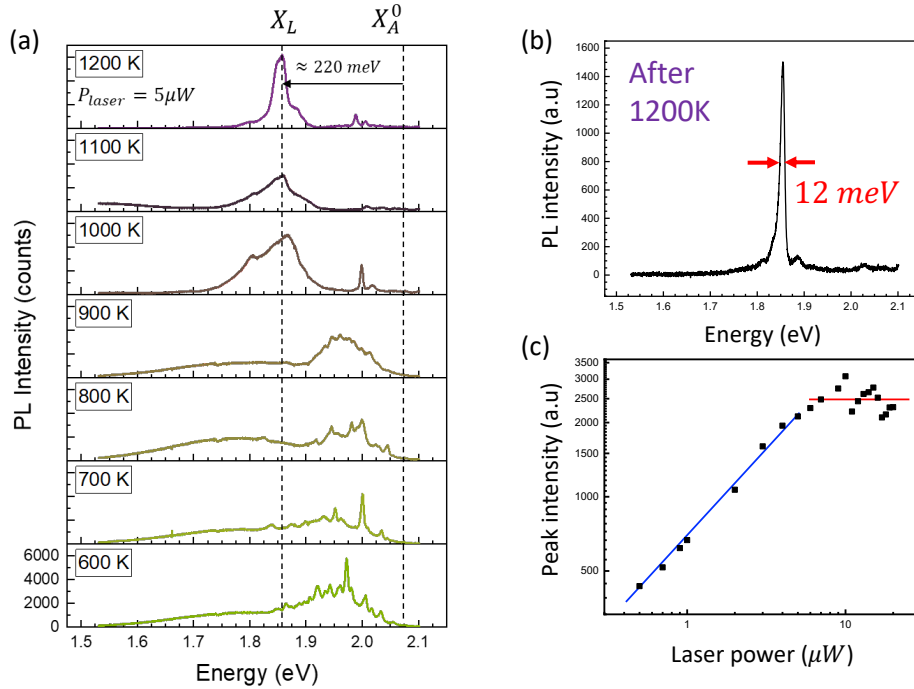 (a)
X_L
X_A^0
1200 K
≈ 220 meV
P_laser = 5μW
1100 K
1000 K
900 K
800 K
700 K
600 K
6000
4000
2000
0
1.5 1.6 1.7 1.8 1.9 2.0 2.1
PL Intensity (counts)
Energy (eV)
(b)
1600
1400
1200
1000
800
600
400
200
0
After
1200K
12 meV
1.5 1.6 1.7 1.8 1.9 2.0 2.1
PL intensity (a.u)
Energy (eV)
(c)
3500
3000
2500
2000
1500
1000
500
1 10
Peak intensity (a.u)
Laser power (μW)